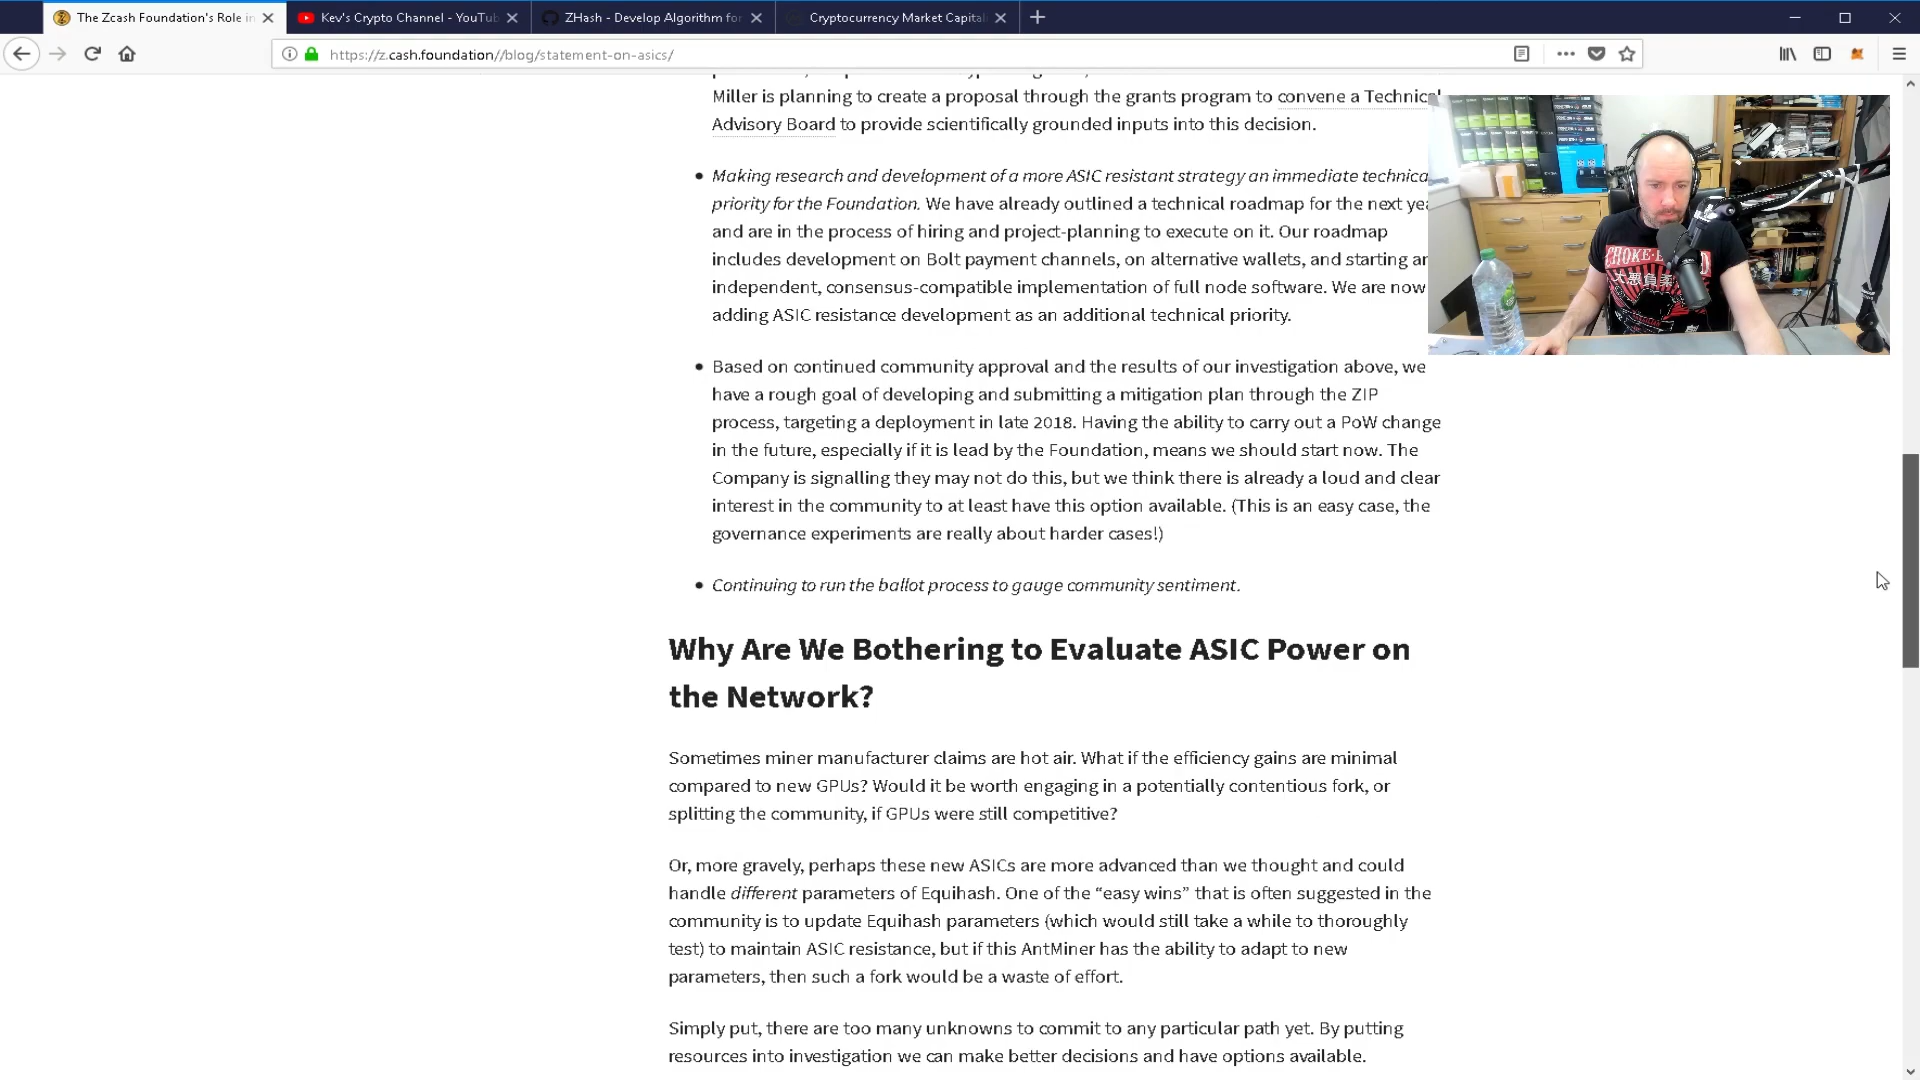 The Zcash Foundation's Role in
Kev's Crypto Channel - YouTub
ZHash - Develop Algorithm for
Cryptocurrency Market Capital
https://z.cash.foundation//blog/statement-on-asics/
Miller is planning to create a proposal through the grants program to convene a Technical
Advisory Board to provide scientifically grounded inputs into this decision.
Making research and development of a more ASIC resistant strategy an immediate technica
priority for the Foundation. We have already outlined a technical roadmap for the next yea
and are in the process of hiring and project-planning to execute on it. Our roadmap
includes development on Bolt payment channels, on alternative wallets, and starting an
independent, consensus-compatible implementation of full node software. We are now
adding ASIC resistance development as an additional technical priority.
Based on continued community approval and the results of our investigation above, we
have a rough goal of developing and submitting a mitigation plan through the ZIP
process, targeting a deployment in late 2018. Having the ability to carry out a PoW change
in the future, especially if it is lead by the Foundation, means we should start now. The
Company is signalling they may not do this, but we think there is already a loud and clear
interest in the community to at least have this option available. (This is an easy case, the
governance experiments are really about harder cases!)
Continuing to run the ballot process to gauge community sentiment.
Why Are We Bothering to Evaluate ASIC Power on
the Network?
Sometimes miner manufacturer claims are hot air. What if the efficiency gains are minimal
compared to new GPUs? Would it be worth engaging in a potentially contentious fork, or
splitting the community, if GPUs were still competitive?
Or, more gravely, perhaps these new ASICs are more advanced than we thought and could
handle different parameters of Equihash. One of the “easy wins” that is often suggested in the
community is to update Equihash parameters (which would still take a while to thoroughly
test) to maintain ASIC resistance, but if this AntMiner has the ability to adapt to new
parameters, then such a fork would be a waste of effort.
Simply put, there are too many unknowns to commit to any particular path yet. By putting
resources into investigation we can make better decisions and have options available.